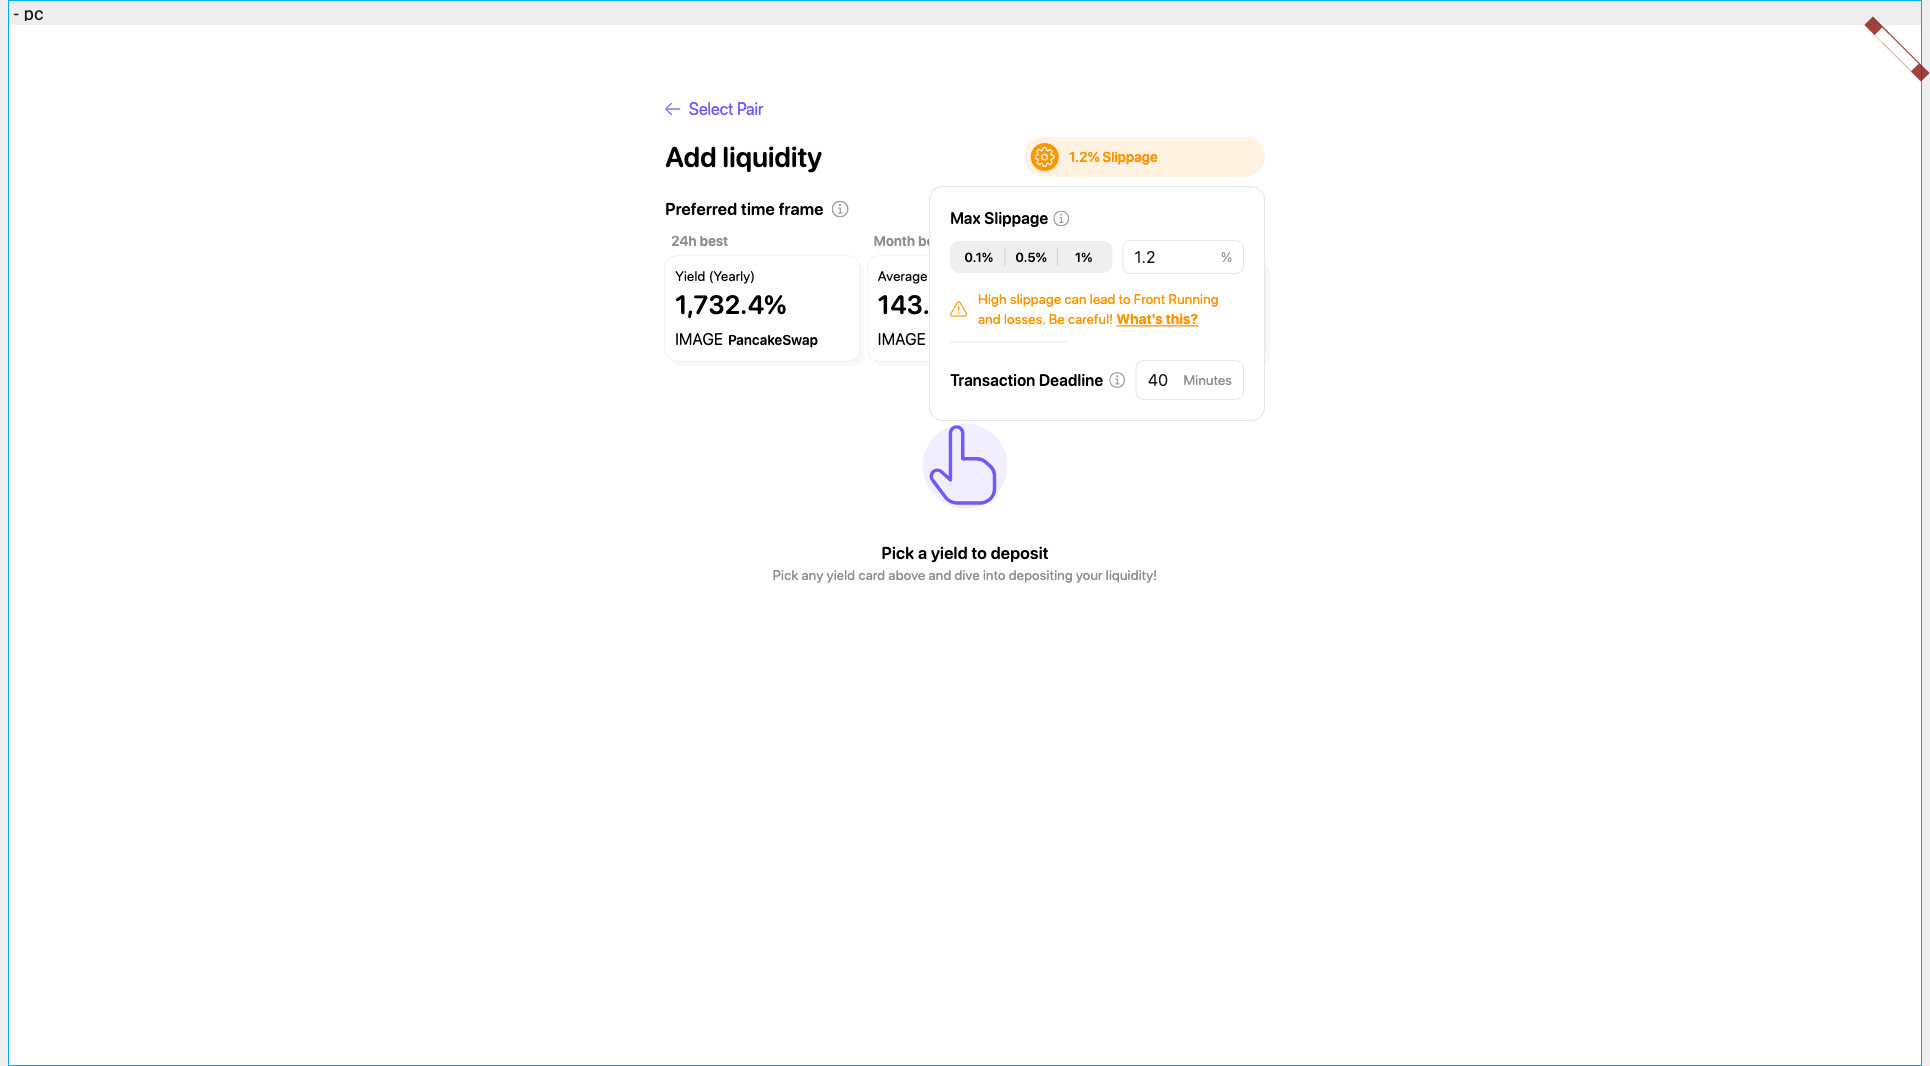 - pc
Select Pair
Add liquidity
1.2% Slippage
Preferred time frame
24h best
Yield (Yearly)
1,732.4%
IMAGE PancakeSwap
Month
Average
143.
IMAGE
Max Slippage
0.1% 0.5% 1%
1.2 %
High slippage can lead to Front Running
and losses. Be careful! What's this?
Transaction Deadline
40 Minutes
Pick a yield to deposit
Pick any yield card above and dive into depositing your liquidity!